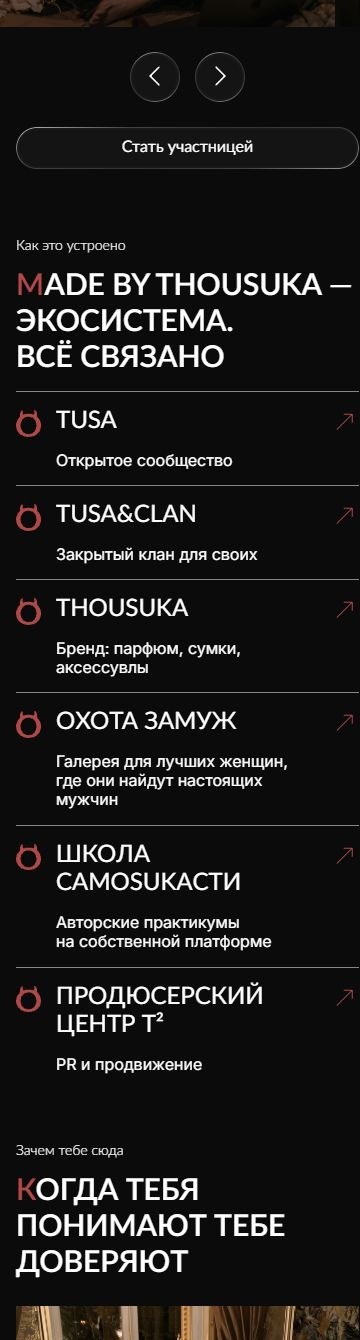 Стать участницей
Как это устроено
MADE BY THOUSUKA —
ЭКОСИСТЕМА.
ВСЁ СВЯЗАНО
TUSA
Открытое сообщество
TUSA&CLAN
Закрытый клан для своих
THOUSUKA
Бренд: парфюм, сумки,
аксессувлы
ОХОТА ЗАМУЖ
Галерея для лучших женщин,
где они найдут настоящих
мужчин
ШКОЛА
САМОSUKАСТИ
Авторские практикумы
на собственной платформе
ПРОДЮСЕРСКИЙ
ЦЕНТР T²
PR и продвижение
Зачем тебе сюда
КОГДА ТЕБЯ
ПОНИМАЮТ ТЕБЕ
ДОВЕРЯЮТ